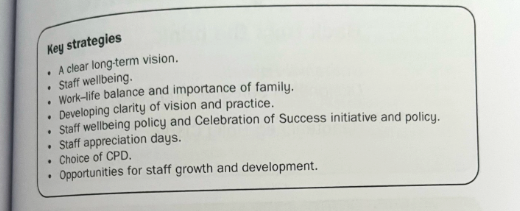 Key strategies
• A clear long-term vision.
• Staff wellbeing.
• Work–life balance and importance of family.
• Developing clarity of vision and practice.
• Staff wellbeing policy and Celebration of Success initiative and policy.
• Staff appreciation days.
• Choice of CPD.
• Opportunities for staff growth and development.